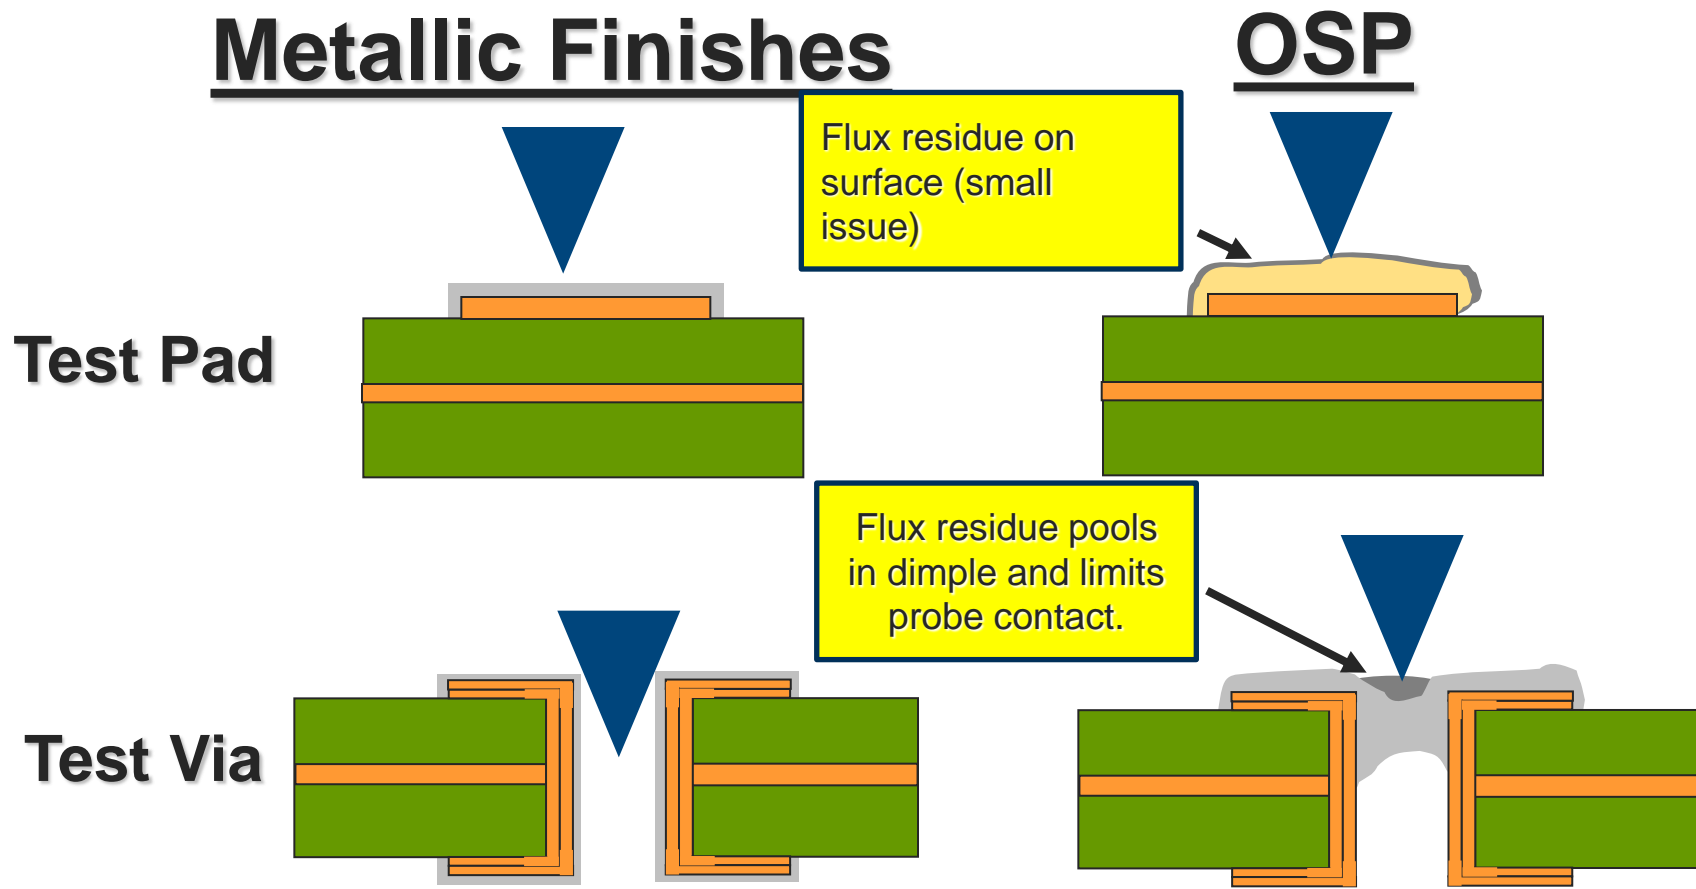 Metallic Finishes
OSP
Flux residue on
surface (small
issue)
Test Pad
Flux residue pools
in dimple and limits
probe contact.
Test Via